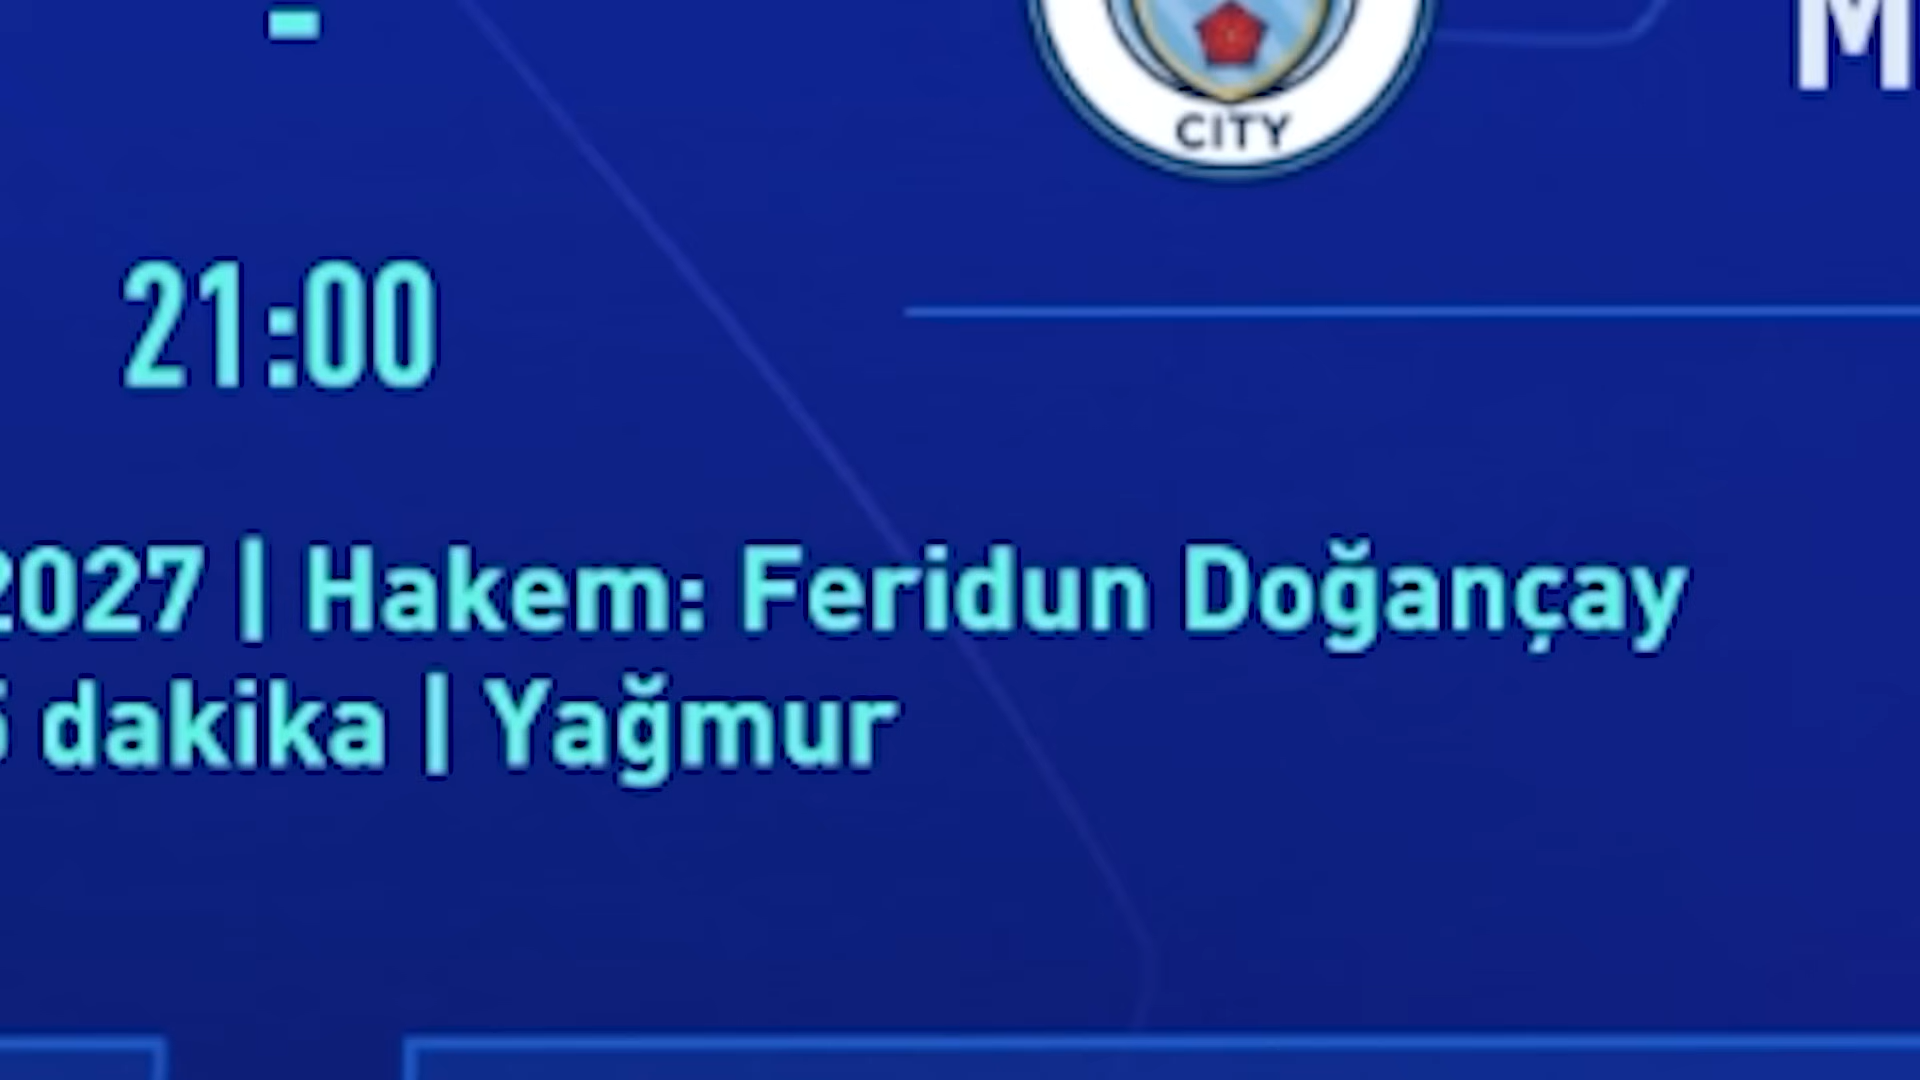 -
CITY
21:00
2027 | Hakem: Feridun Doğançay
dakika | Yağmur